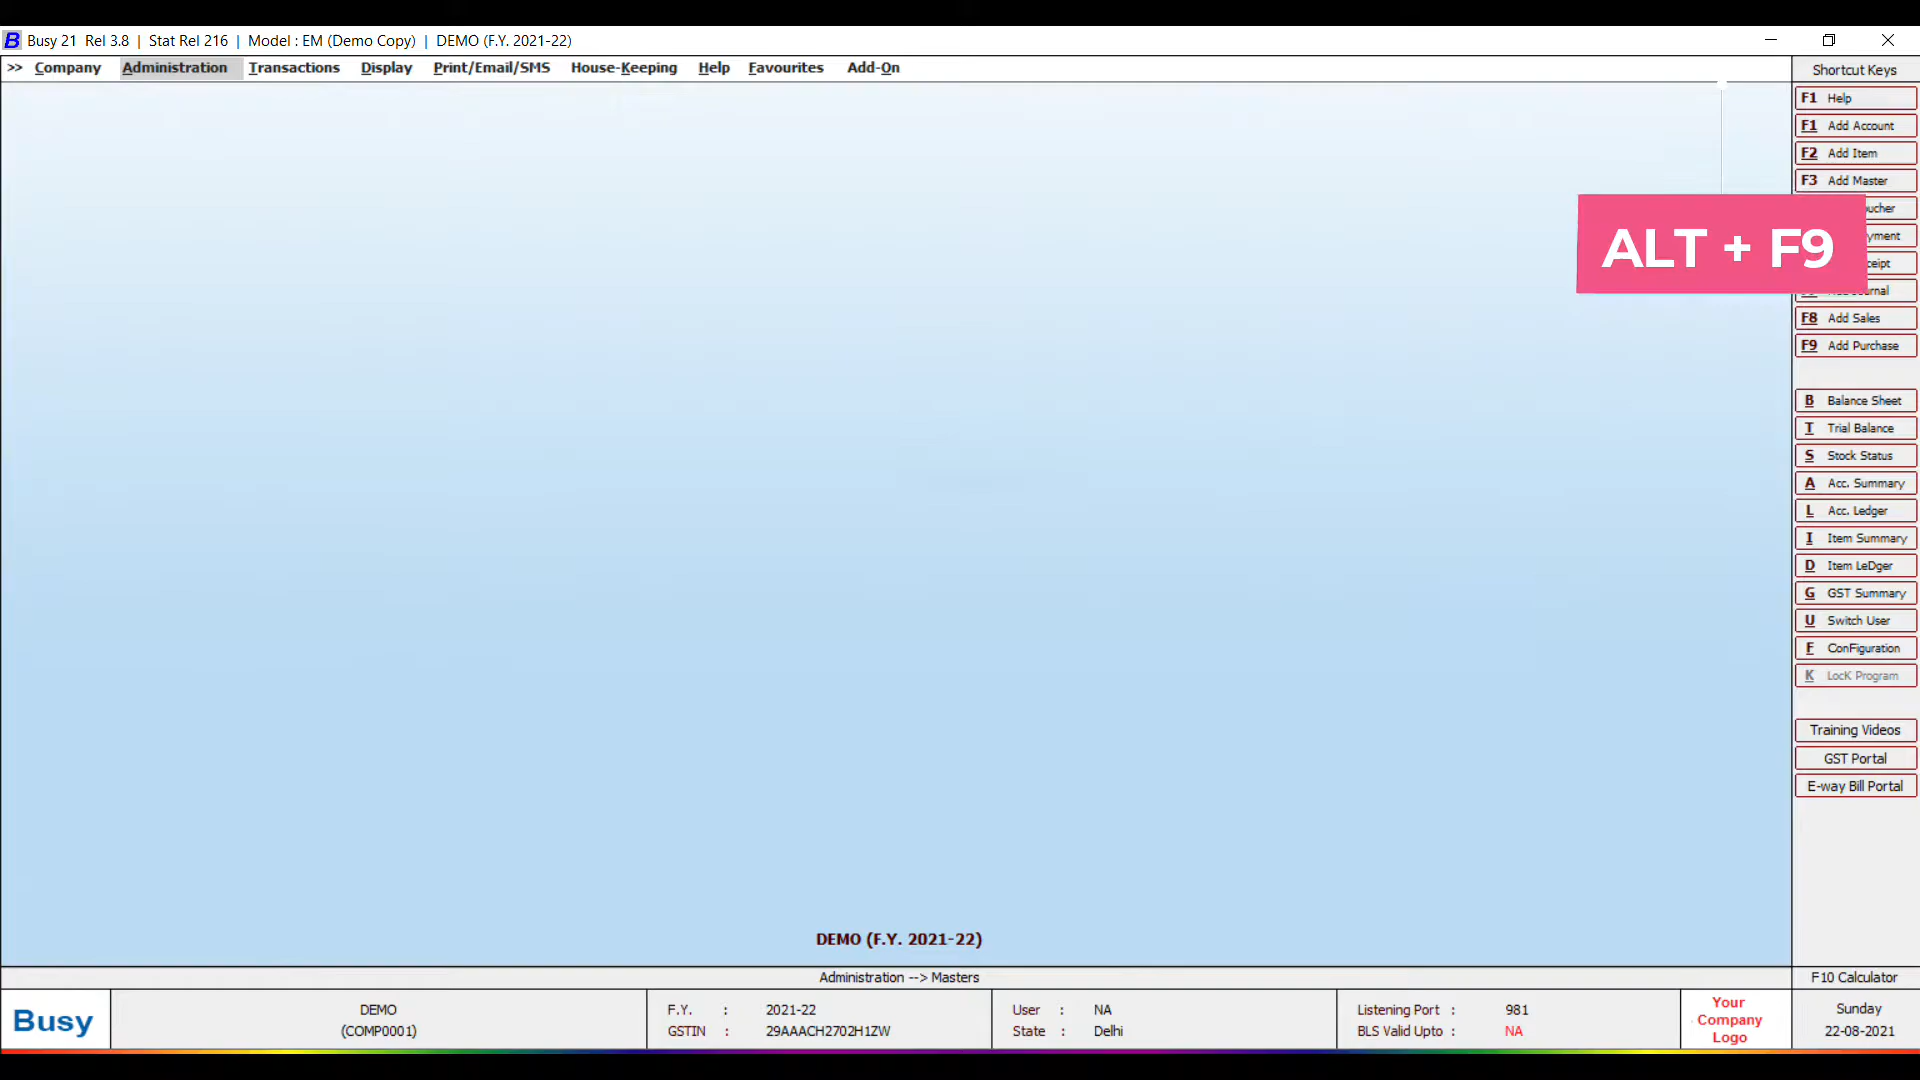 B Busy 21 Rel 3.8 | Stat Rel 216 | Model : EM (Demo Copy) | DEMO (F.Y. 2021-22)
>> Company Administration Transactions Display Print/Email/SMS House-Keeping Help Favourites Add-On
Shortcut Keys
F1 Help
F1 Add Account
F2 Add Item
F3 Add Master
ALT + F9
F8 Add Sales
F9 Add Purchase
B Balance Sheet
T Trial Balance
S Stock Status
A Acc. Summary
L Acc. Ledger
I Item Summary
D Item LeDger
G GST Summary
U Switch User
F ConFiguration
K LocK Program
Training Videos
GST Portal
E-way Bill Portal
DEMO (F.Y. 2021-22)
Administration --> Masters
F10 Calculator
Busy
DEMO
(COMP0001)
F.Y. : 2021-22
GSTIN : 29AAACH2702H1ZW
User : NA
State : Delhi
Listening Port : 981
BLS Valid Upto : NA
Your
Company
Logo
Sunday
22-08-2021